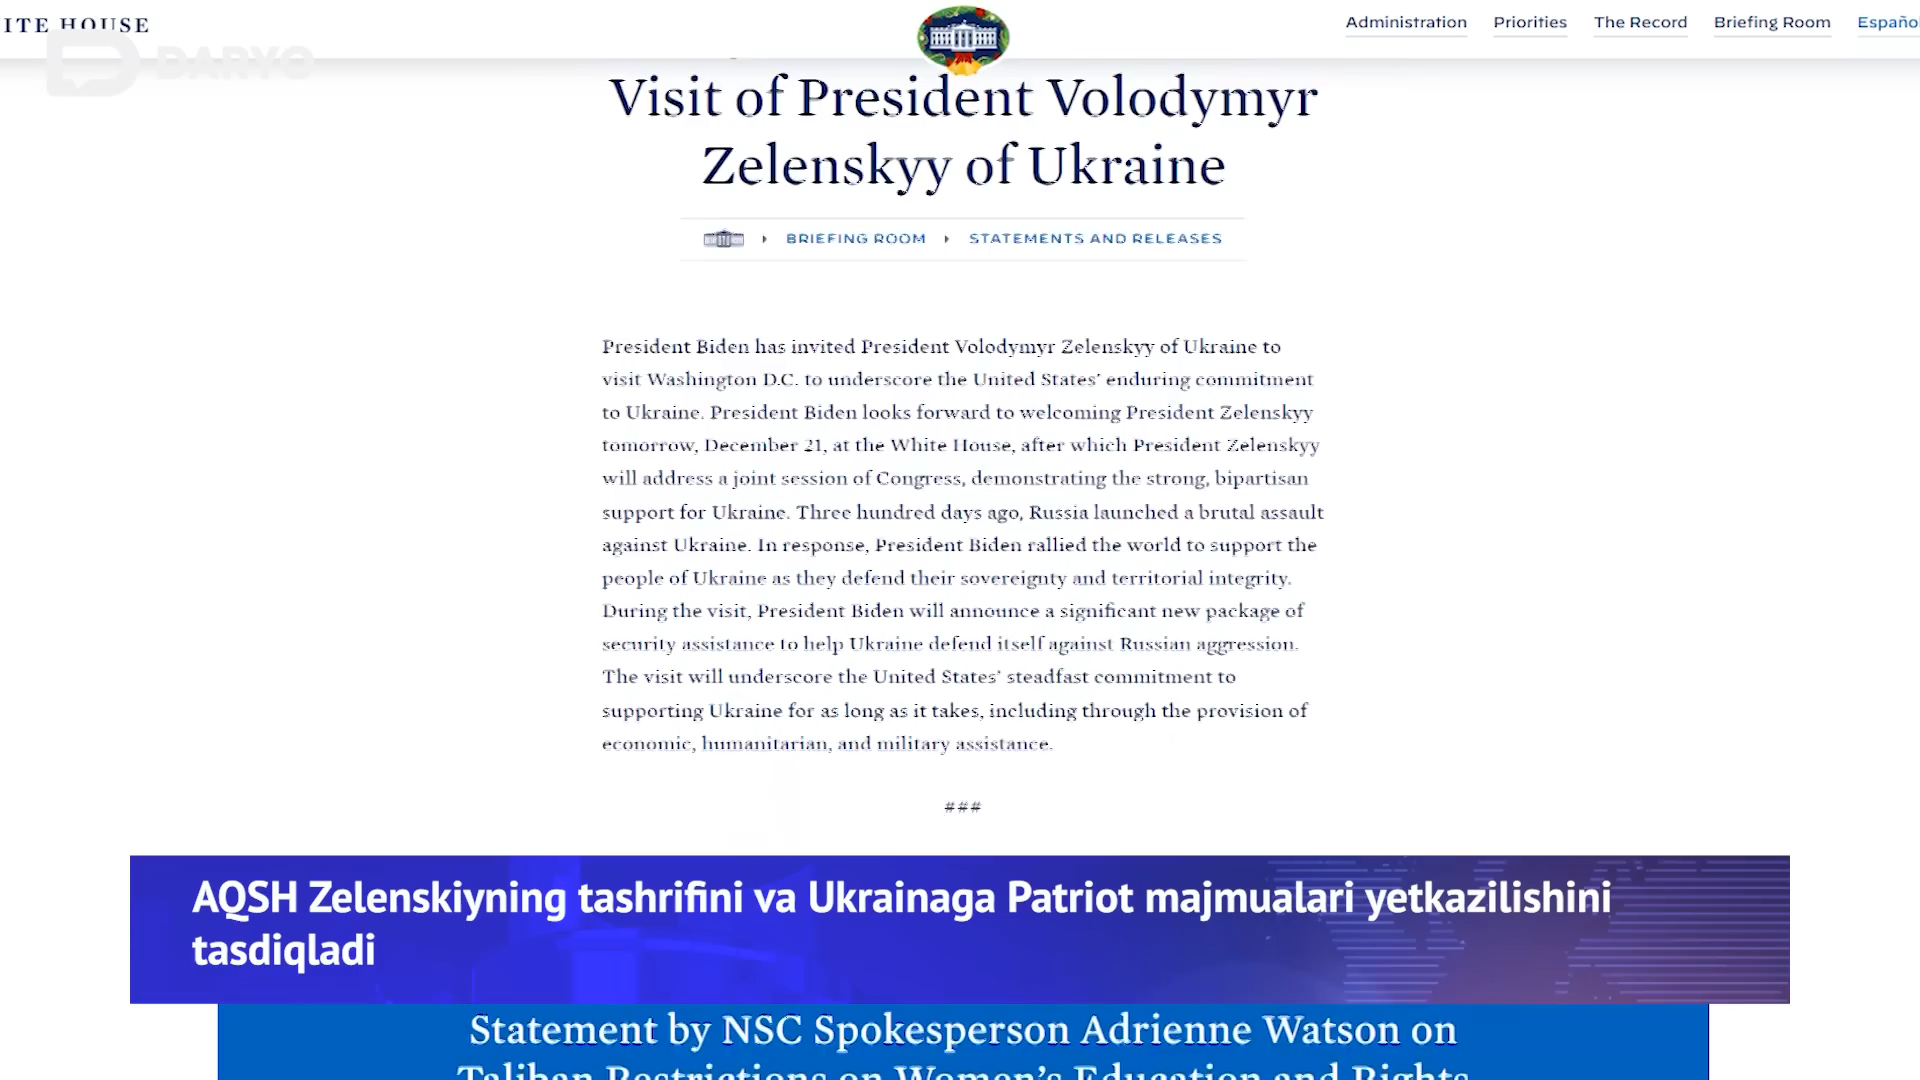 ITE HOUSE
Administration Priorities The Record Briefing Room Españo
DARYO
Visit of President Volodymyr
Zelenskyy of Ukraine
BRIEFING ROOM STATEMENTS AND RELEASES
President Biden has invited President Volodymyr Zelenskyy of Ukraine to
visit Washington D.C. to underscore the United States’ enduring commitment
to Ukraine. President Biden looks forward to welcoming President Zelenskyy
tomorrow, December 21, at the White House, after which President Zelenskyy
will address a joint session of Congress, demonstrating the strong, bipartisan
support for Ukraine. Three hundred days ago, Russia launched a brutal assault
against Ukraine. In response, President Biden rallied the world to support the
people of Ukraine as they defend their sovereignty and territorial integrity.
During the visit, President Biden will announce a significant new package of
security assistance to help Ukraine defend itself against Russian aggression.
The visit will underscore the United States’ steadfast commitment to
supporting Ukraine for as long as it takes, including through the provision of
economic, humanitarian, and military assistance.
###
AQSH Zelenskiyning tashrifini va Ukrainaga Patriot majmualari yetkazilishini
tasdiqladi
Statement by NSC Spokesperson Adrienne Watson on
Taliban Restrictions on Women’s Education and Rights